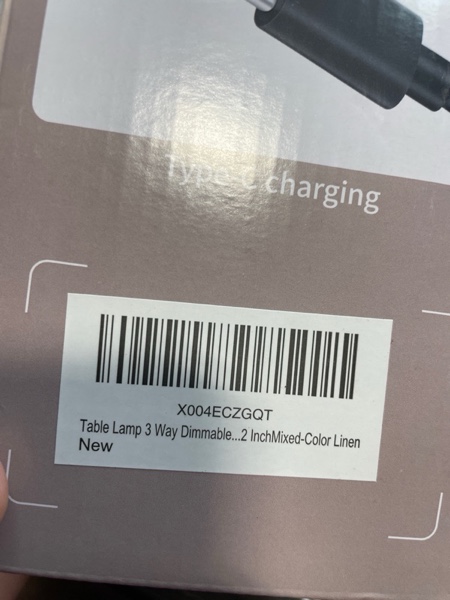 Type-c charging
X004ECZGQT
Table Lamp 3 Way Dimmable...2 InchMixed-Color Linen
New